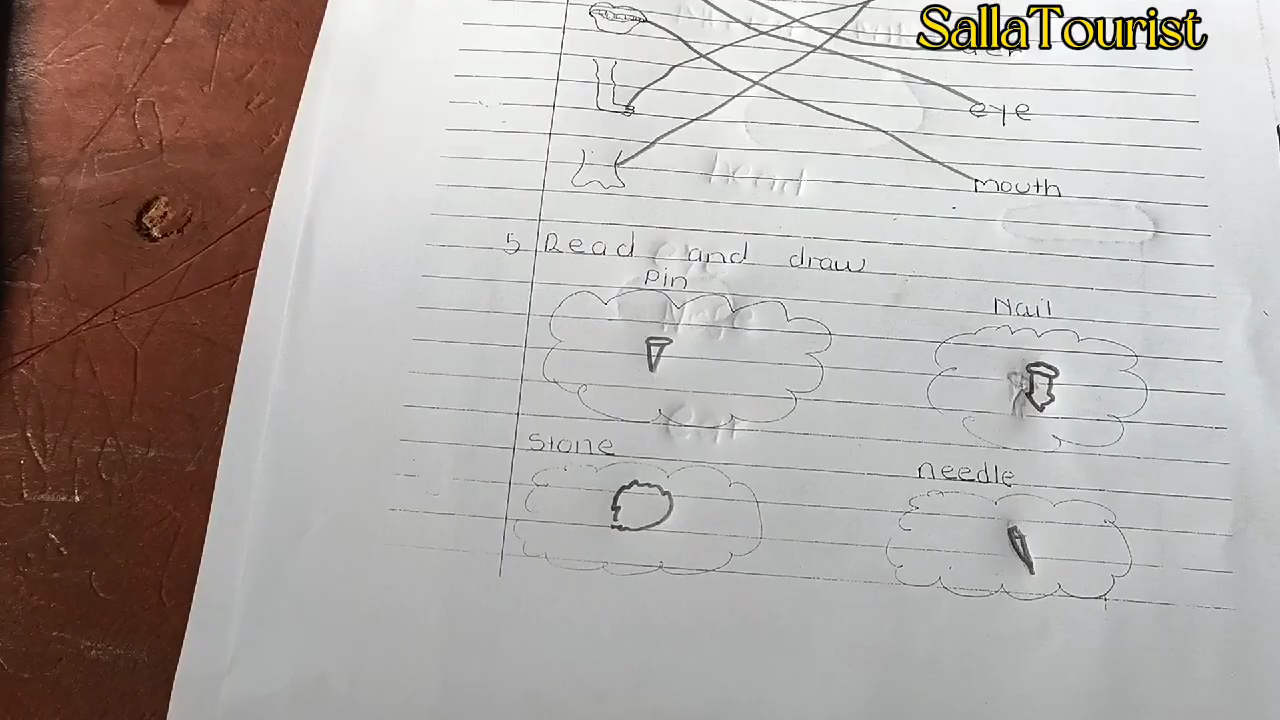 SallaTourist
eye
mouth
5 Read and draw
Pin
Nail
Stone
needle